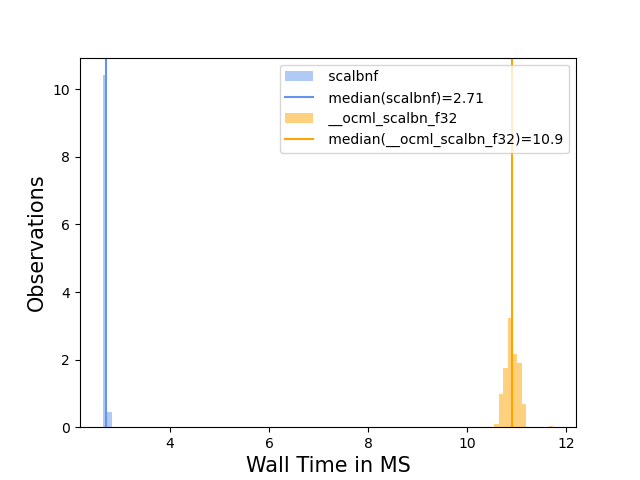 scalbnf
median(scalbnf)=2.71
__ocml_scalbn_f32
median(__ocml_scalbn_f32)=10.9
10
8
6
4
2
0
Observations
4 6 8 10 12
Wall Time in MS